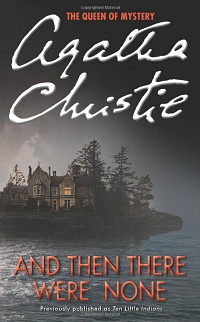 THE QUEEN OF MYSTERY
Agatha
Christie
AND THEN THERE
WERE NONE
Previously published as Ten Little Indians